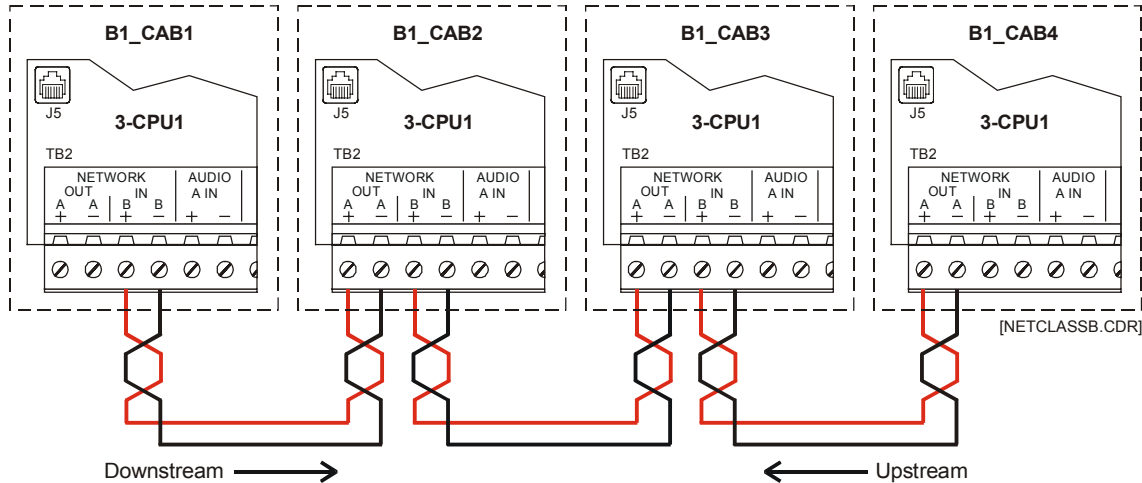 B1_CAB1
J5
3-CPU1
TB2
NETWORK AUDIO
OUT IN A IN
A A B B
+ − + − + −
B1_CAB2
J5
3-CPU1
TB2
NETWORK AUDIO
OUT IN A IN
A A B B
+ − + − + −
B1_CAB3
J5
3-CPU1
TB2
NETWORK AUDIO
OUT IN A IN
A A B B
+ − + − + −
B1_CAB4
J5
3-CPU1
TB2
NETWORK AUDIO
OUT IN A IN
A A B B
+ − + − + −
[NETCLASSB.CDR]
Downstream
Upstream